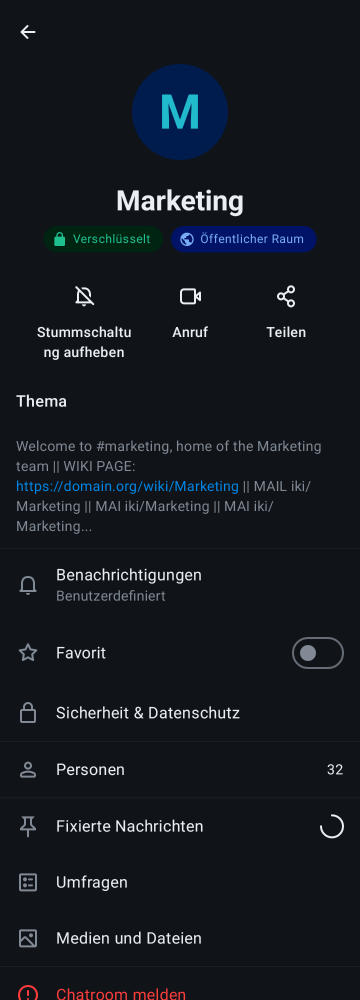 M
Marketing
Verschlüsselt
Öffentlicher Raum
Stummschaltu
ng aufheben
Anruf
Teilen
Thema
Welcome to #marketing, home of the Marketing
team || WIKI PAGE:
https://domain.org/wiki/Marketing || MAIL iki/
Marketing || MAI iki/Marketing || MAI iki/
Marketing...
Benachrichtigungen
Benutzerdefiniert
Favorit
Sicherheit & Datenschutz
Personen 32
Fixierte Nachrichten
Umfragen
Medien und Dateien
Chatroom melden